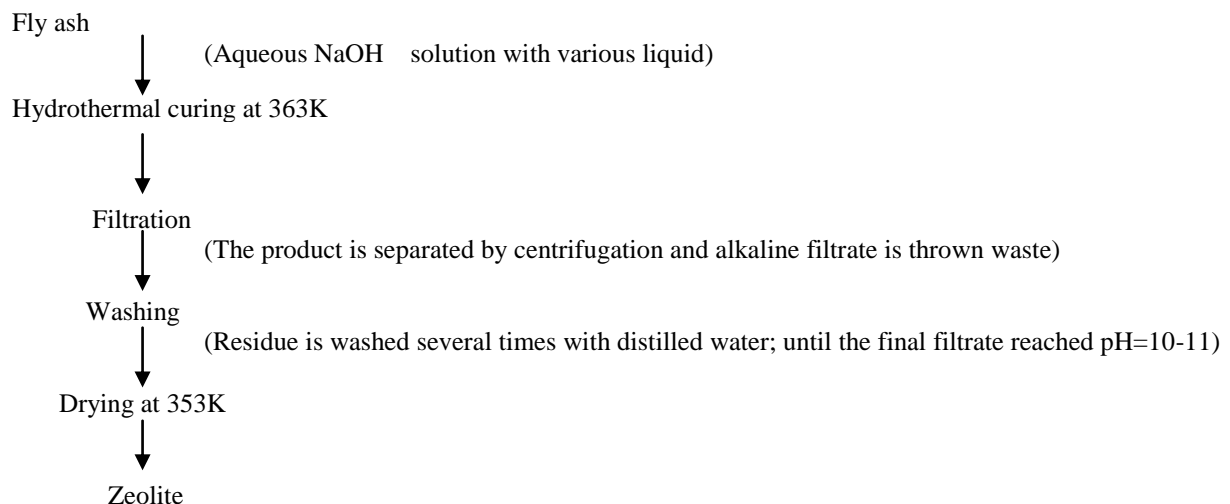 Fly ash
(Aqueous NaOH solution with various liquid)
Hydrothermal curing at 363K
Filtration
(The product is separated by centrifugation and alkaline filtrate is thrown waste)
Washing
(Residue is washed several times with distilled water; until the final filtrate reached pH=10-11)
Drying at 353K
Zeolite